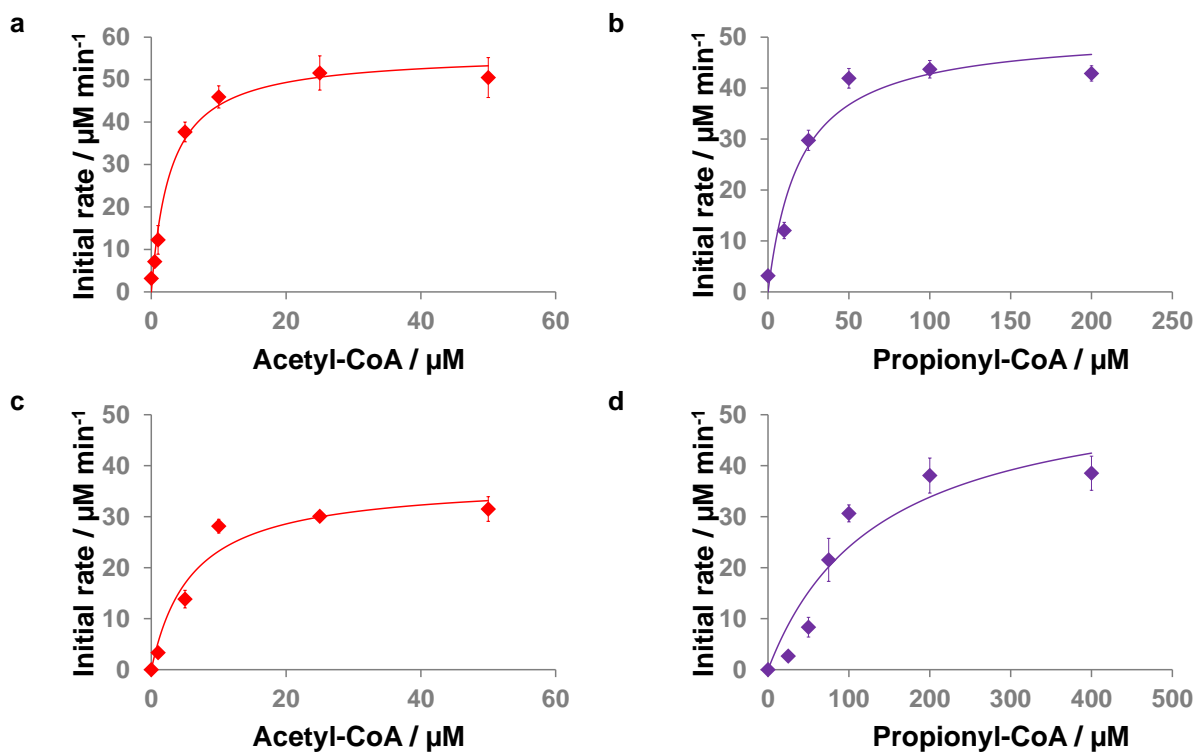 a
Initial rate / µM min⁻¹
60
50
40
30
20
10
0
0 20 40 60
Acetyl-CoA / µM
b
Initial rate / µM min⁻¹
50
40
30
20
10
0
0 50 100 150 200 250
Propionyl-CoA / µM
c
Initial rate / µM min⁻¹
50
40
30
20
10
0
0 20 40 60
Acetyl-CoA / µM
d
Initial rate / µM min⁻¹
50
40
30
20
10
0
0 100 200 300 400 500
Propionyl-CoA / µM